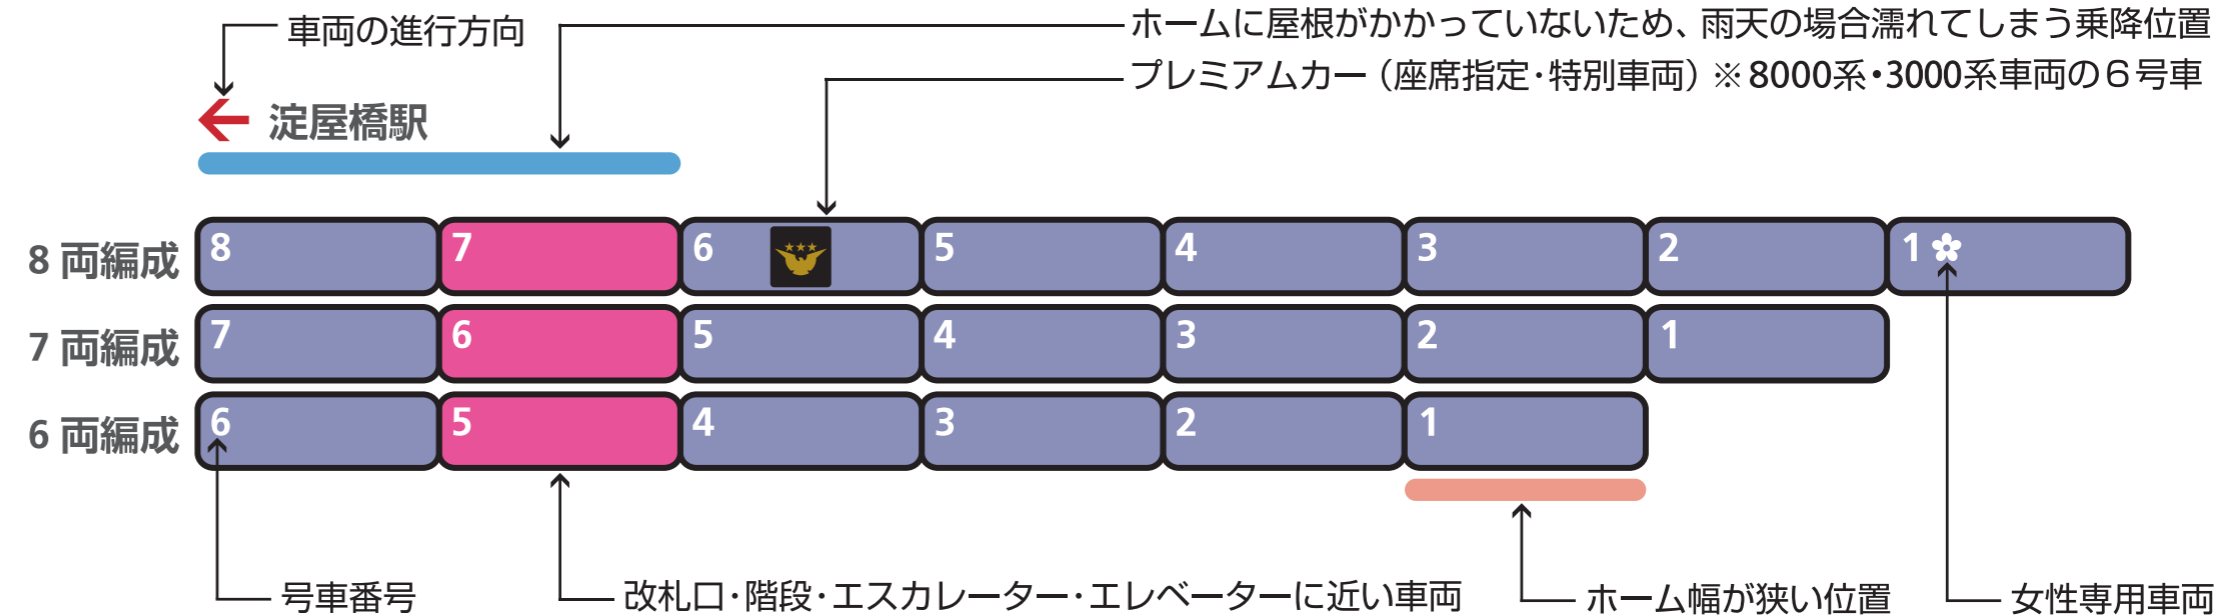 車両の進行方向
ホームに屋根がかかっていないため、雨天の場合濡れてしまう乗降位置
プレミアムカー（座席指定･特別車両）※8000系･3000系車両の6号車
淀屋橋駅
8 両編成 8 7 6 5 4 3 2 1
7 両編成 7 6 5 4 3 2 1
6 両編成 6 5 4 3 2 1
号車番号
改札口･階段･エスカレーター･エレベーターに近い車両
ホーム幅が狭い位置
女性専用車両